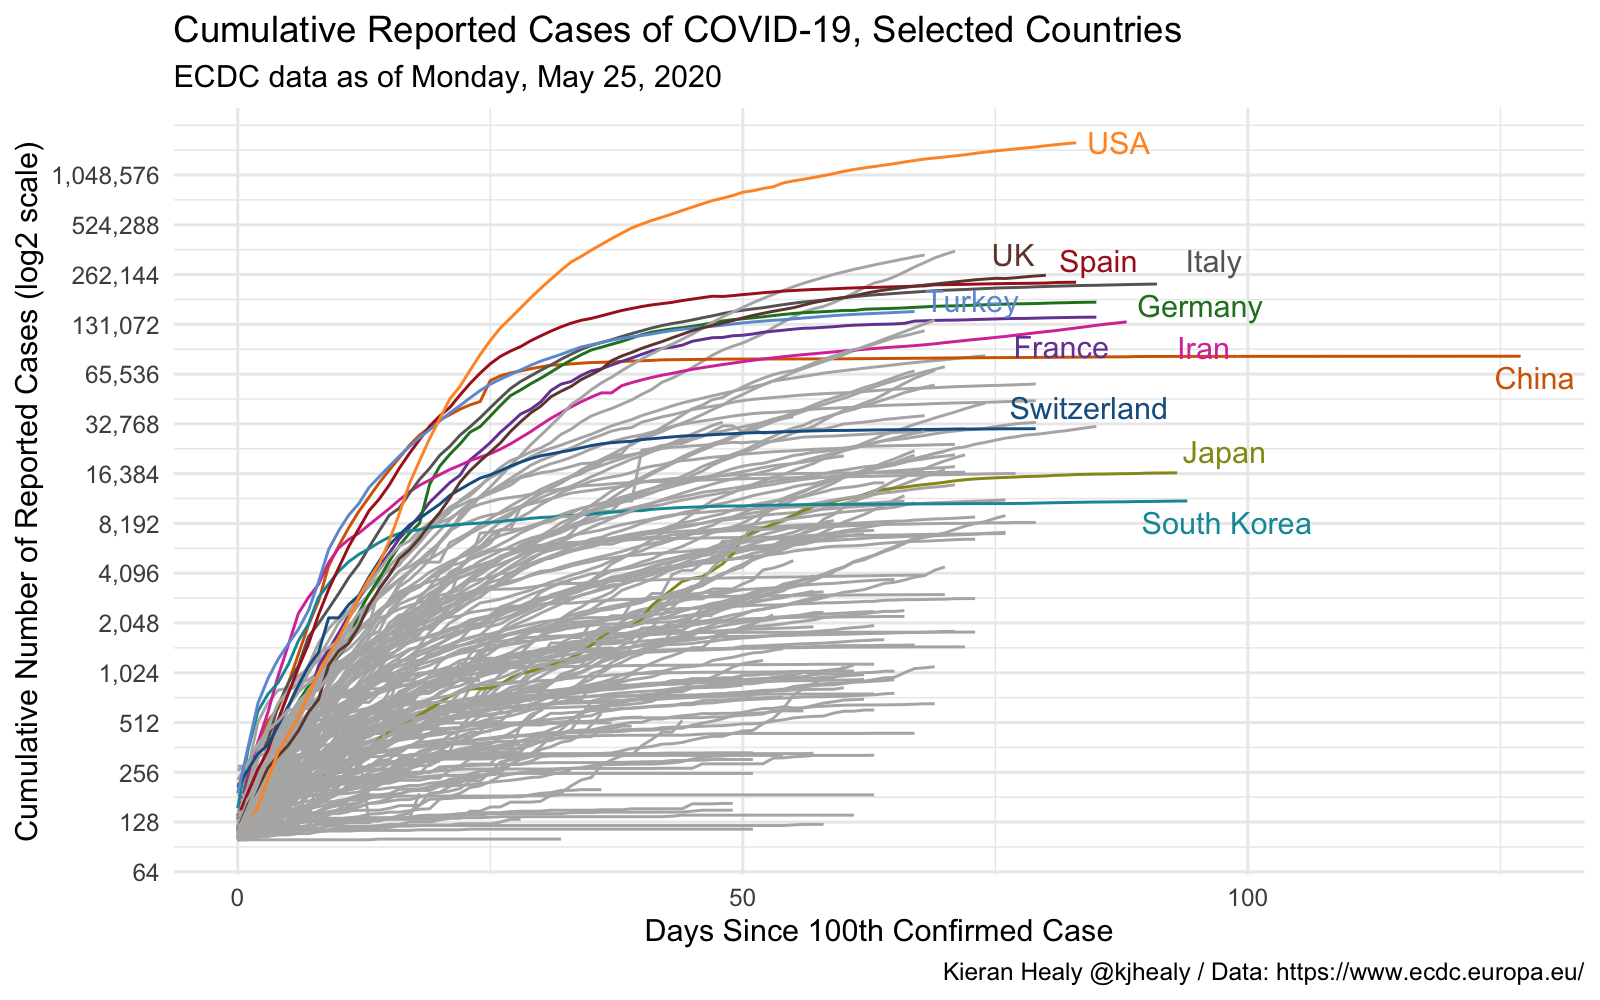 Cumulative Reported Cases of COVID-19, Selected Countries
ECDC data as of Monday, May 25, 2020
Cumulative Number of Reported Cases (log2 scale)
1,048,576
524,288
262,144
131,072
65,536
32,768
16,384
8,192
4,096
2,048
1,024
512
256
128
64
USA
UK
Spain
Italy
Turkey
Germany
France
Iran
China
Switzerland
Japan
South Korea
0
50
100
Days Since 100th Confirmed Case
Kieran Healy @kjhealy / Data: https://www.ecdc.europa.eu/